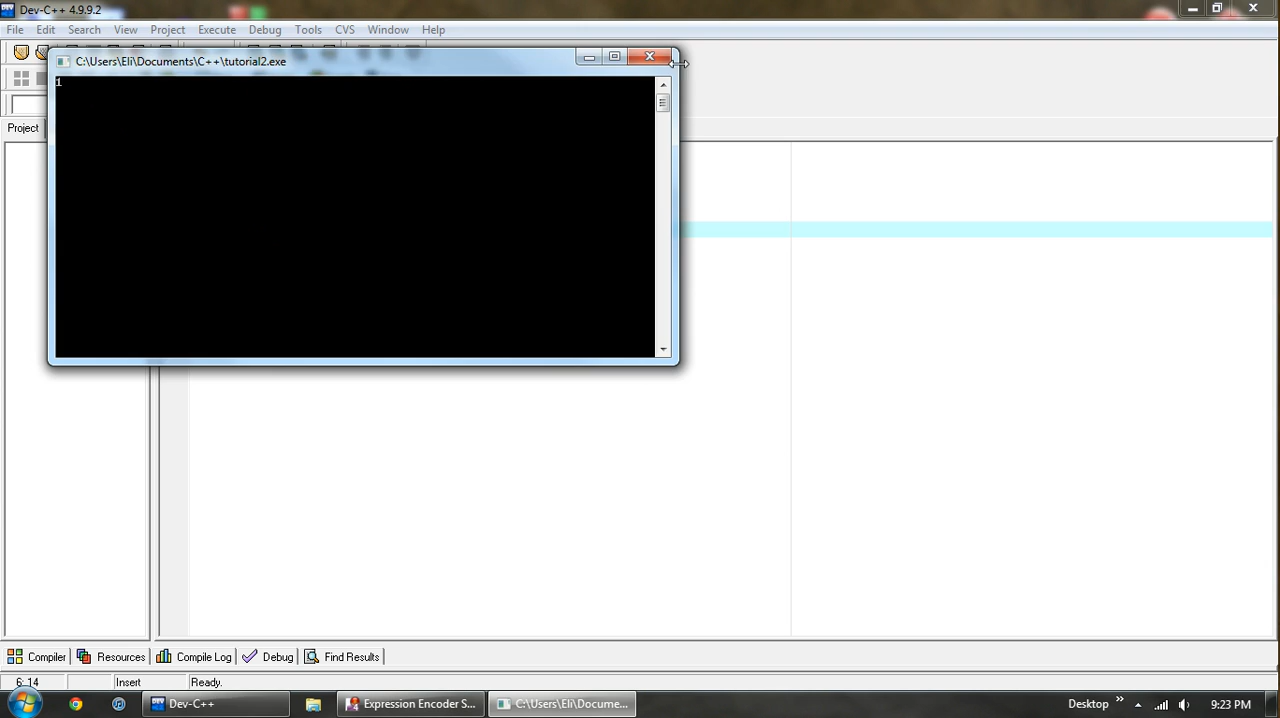 Dev-C++ 4.9.9.2
File Edit Search View Project Execute Debug Tools CVS Window Help
C:\Users\Eli\Documents\C++\tutorial2.exe
1
Project
Compiler Resources Compile Log Debug Find Results
6: 14 Insert Ready.
Dev-C++ Expression Encoder S... C:\Users\Eli\Docume... Desktop 9:23 PM